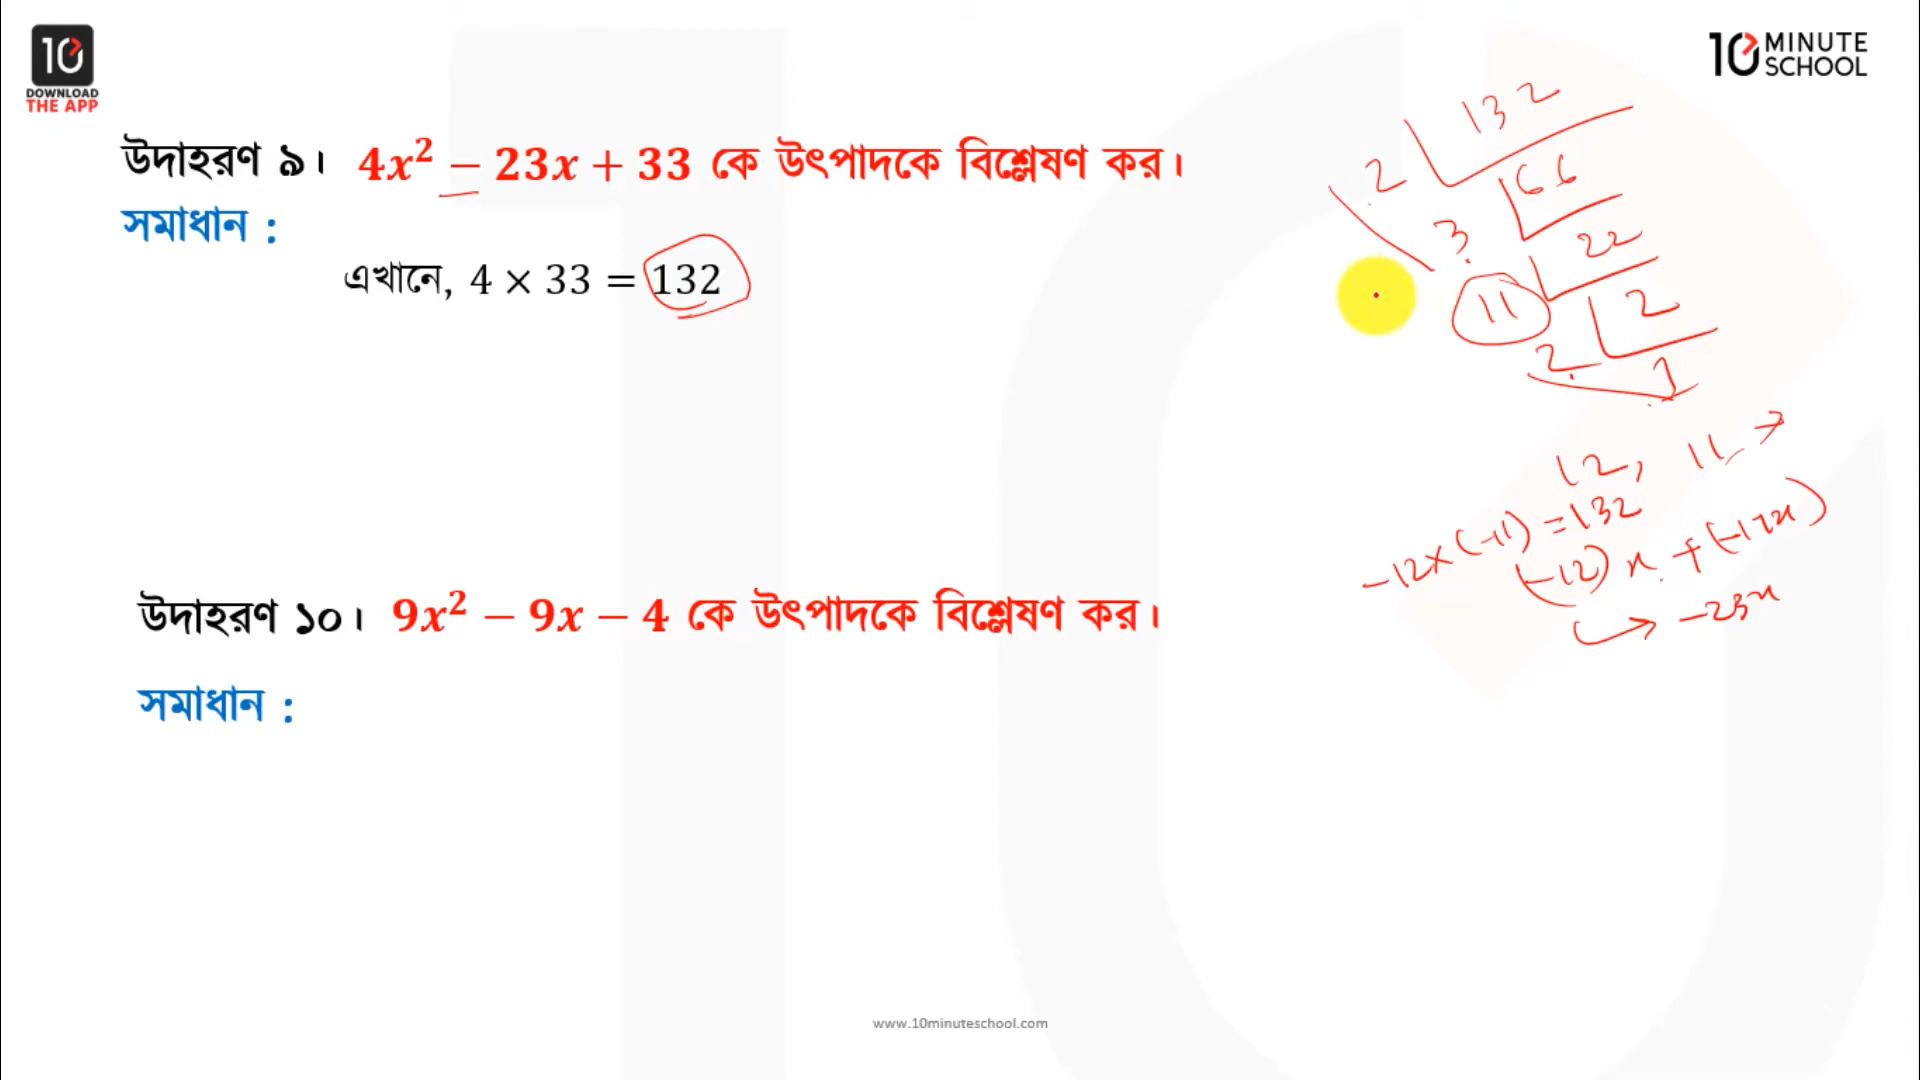 10
DOWNLOAD
THE APP
10 MINUTE
SCHOOL
উদাহরণ ৯। 4x² − 23x + 33 কে উৎপাদকে বিশ্লেষণ কর।
সমাধান :
এখানে, 4 × 33 = 132
2 132
3 66
11 22
2 2
1
12, 11 →
−12×(−11) = 132
(−12)x + (−11x)
→ −23x
উদাহরণ ১০। 9x² − 9x − 4 কে উৎপাদকে বিশ্লেষণ কর।
সমাধান :
www.10minuteschool.com